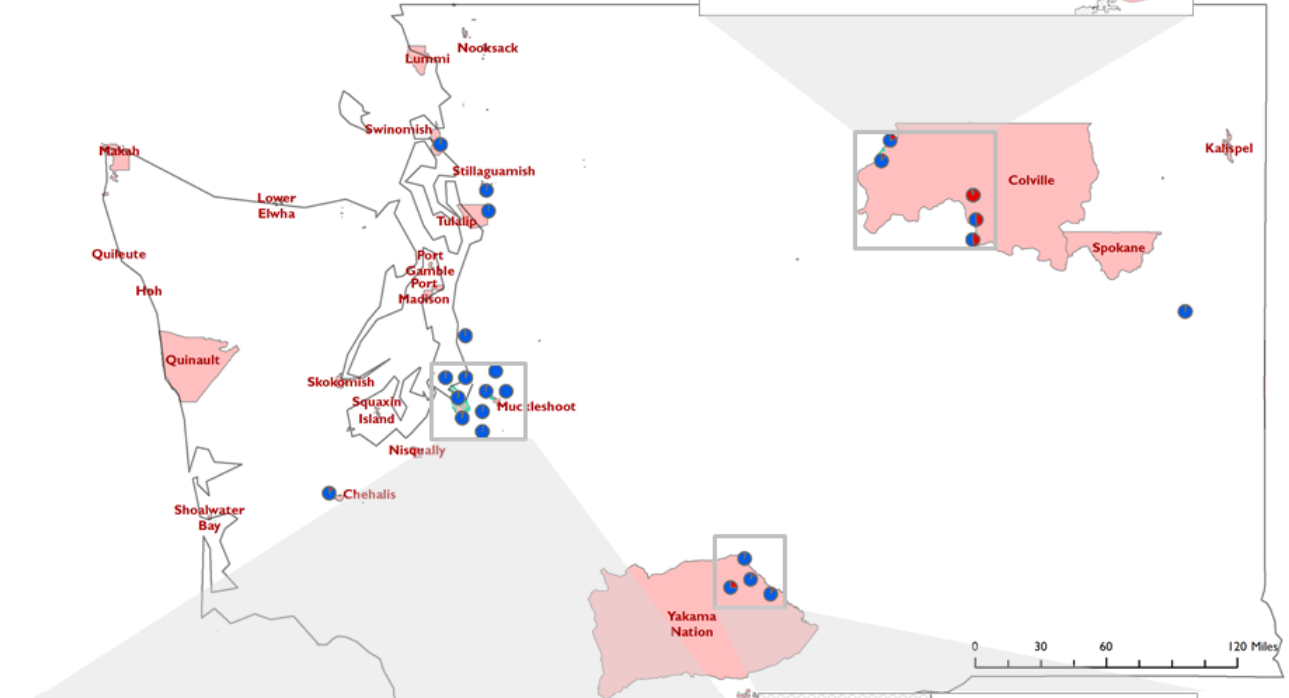 Nooksack
Lummi
Swinomish
Makah
Kalispel
Stillaguamish
Colville
Lower
Elwha
Tulalip
Spokane
Quileute
Port
Gamble
Port
Madison
Hoh
Quinault
Skokomish
Squaxin
Island
Muckleshoot
Nisqually
Chehalis
Shoalwater
Bay
Yakama
Nation
0 30 60 120 Miles